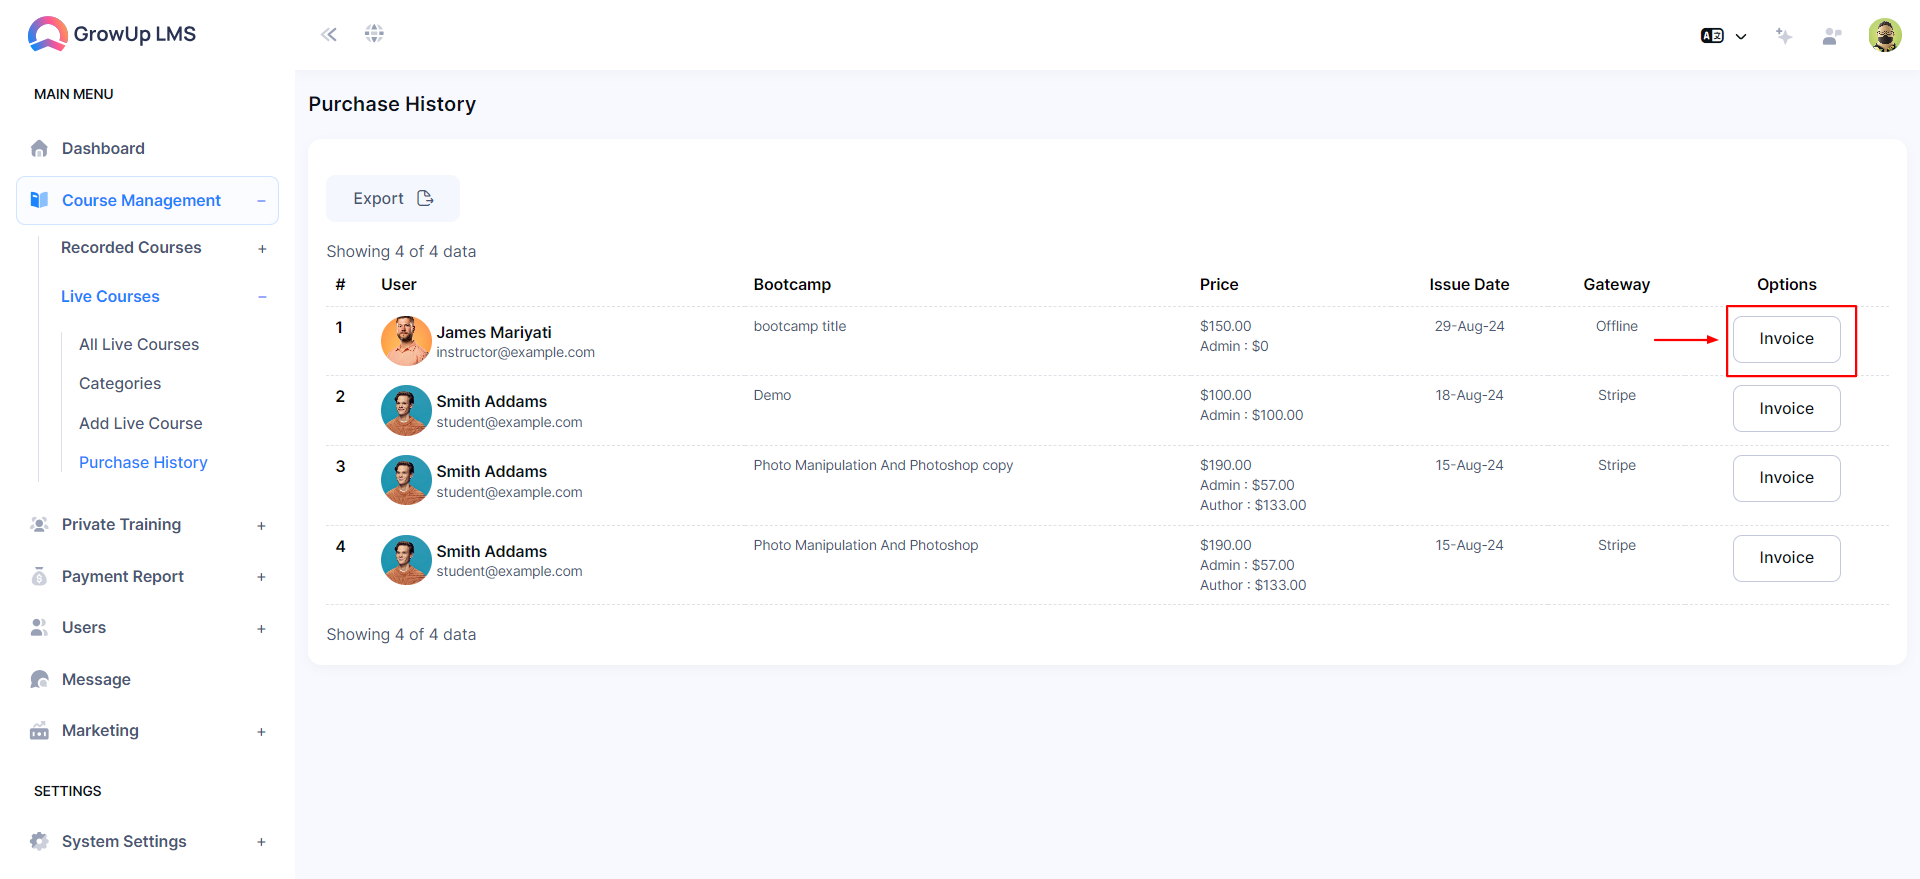 GrowUp LMS
MAIN MENU
Dashboard
Course Management −
Recorded Courses +
Live Courses −
All Live Courses
Categories
Add Live Course
Purchase History
Private Training +
Payment Report +
Users +
Message
Marketing +
SETTINGS
System Settings +
Purchase History
Export
Showing 4 of 4 data
# User Bootcamp Price Issue Date Gateway Options
1 James Mariyati bootcamp title $150.00 29-Aug-24 Offline Invoice
instructor@example.com Admin : $0
2 Smith Addams Demo $100.00 18-Aug-24 Stripe Invoice
student@example.com Admin : $100.00
3 Smith Addams Photo Manipulation And Photoshop copy $190.00 15-Aug-24 Stripe Invoice
student@example.com Admin : $57.00
Author : $133.00
4 Smith Addams Photo Manipulation And Photoshop $190.00 15-Aug-24 Stripe Invoice
student@example.com Admin : $57.00
Author : $133.00
Showing 4 of 4 data